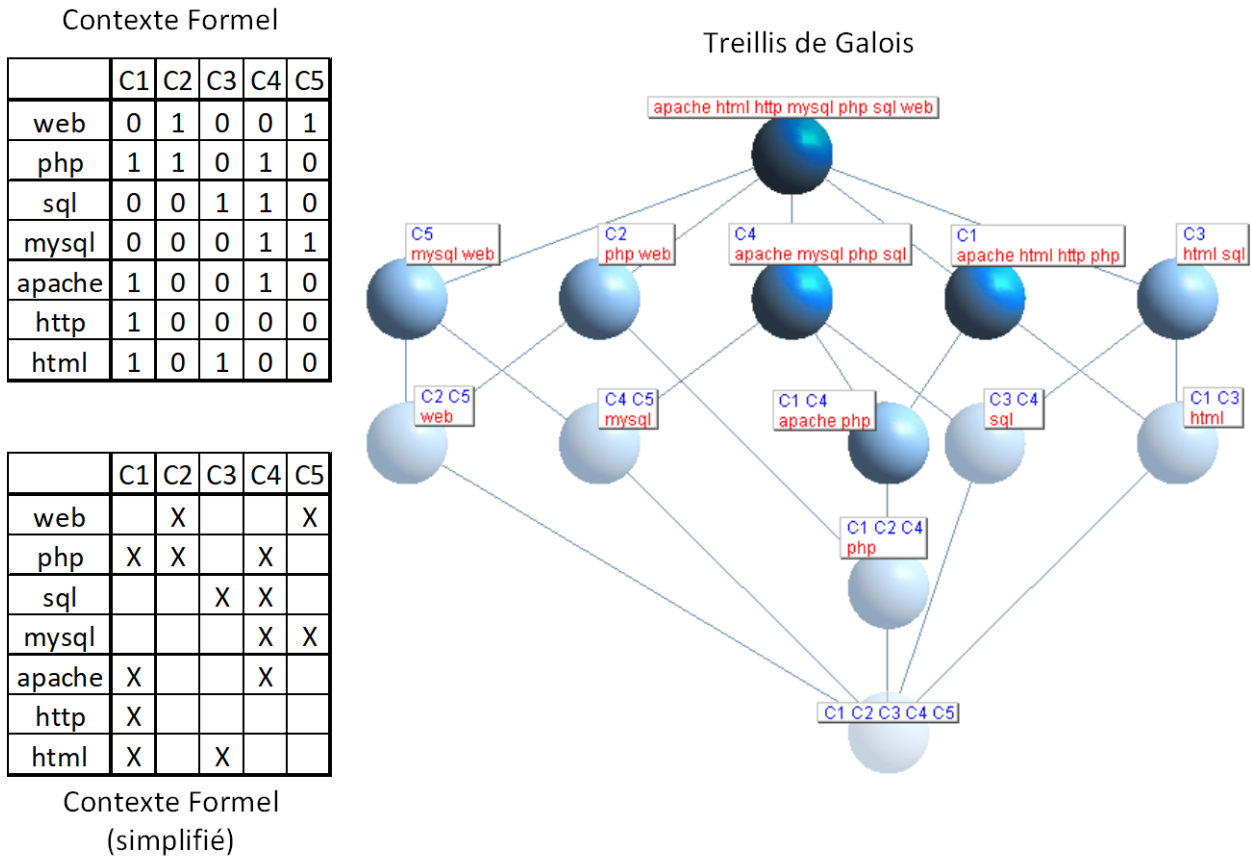 Contexte Formel
C1 C2 C3 C4 C5
web 0 1 0 0 1
php 1 1 0 1 0
sql 0 0 1 1 0
mysql 0 0 0 1 1
apache 1 0 0 1 0
http 1 0 0 0 0
html 1 0 1 0 0
C1 C2 C3 C4 C5
web X X
php X X X
sql X X
mysql X X
apache X X
http X
html X X
Contexte Formel
(simplifié)
Treillis de Galois
apache html http mysql php sql web
C5
mysql web
C2
php web
C4
apache mysql php sql
C1
apache html http php
C3
html sql
C2 C5
web
C4 C5
mysql
C1 C4
apache php
C3 C4
sql
C1 C3
html
C1 C2 C4
php
C1 C2 C3 C4 C5